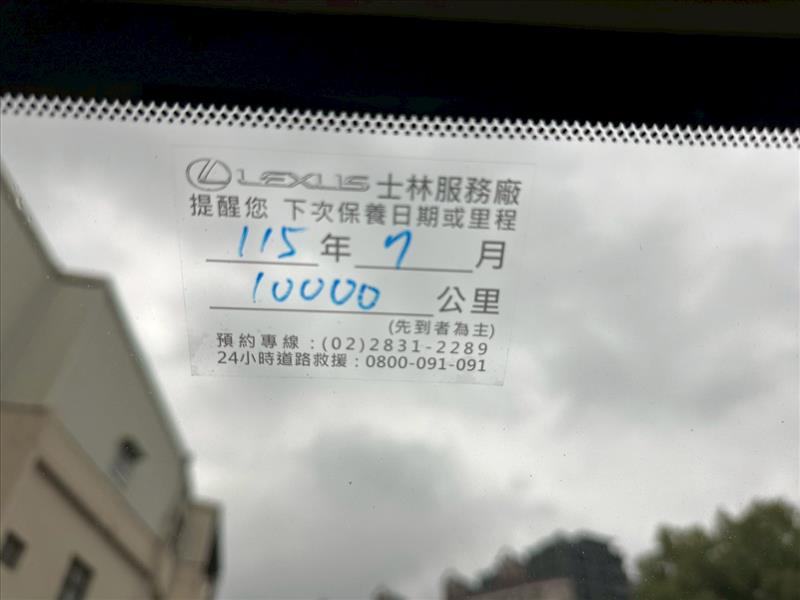 LEXUS 士林服務廠
提醒您 下次保養日期或里程
115 年 7 月
10000 公里
(先到者為主)
預約專線：(02)2831-2289
24小時道路救援：0800-091-091